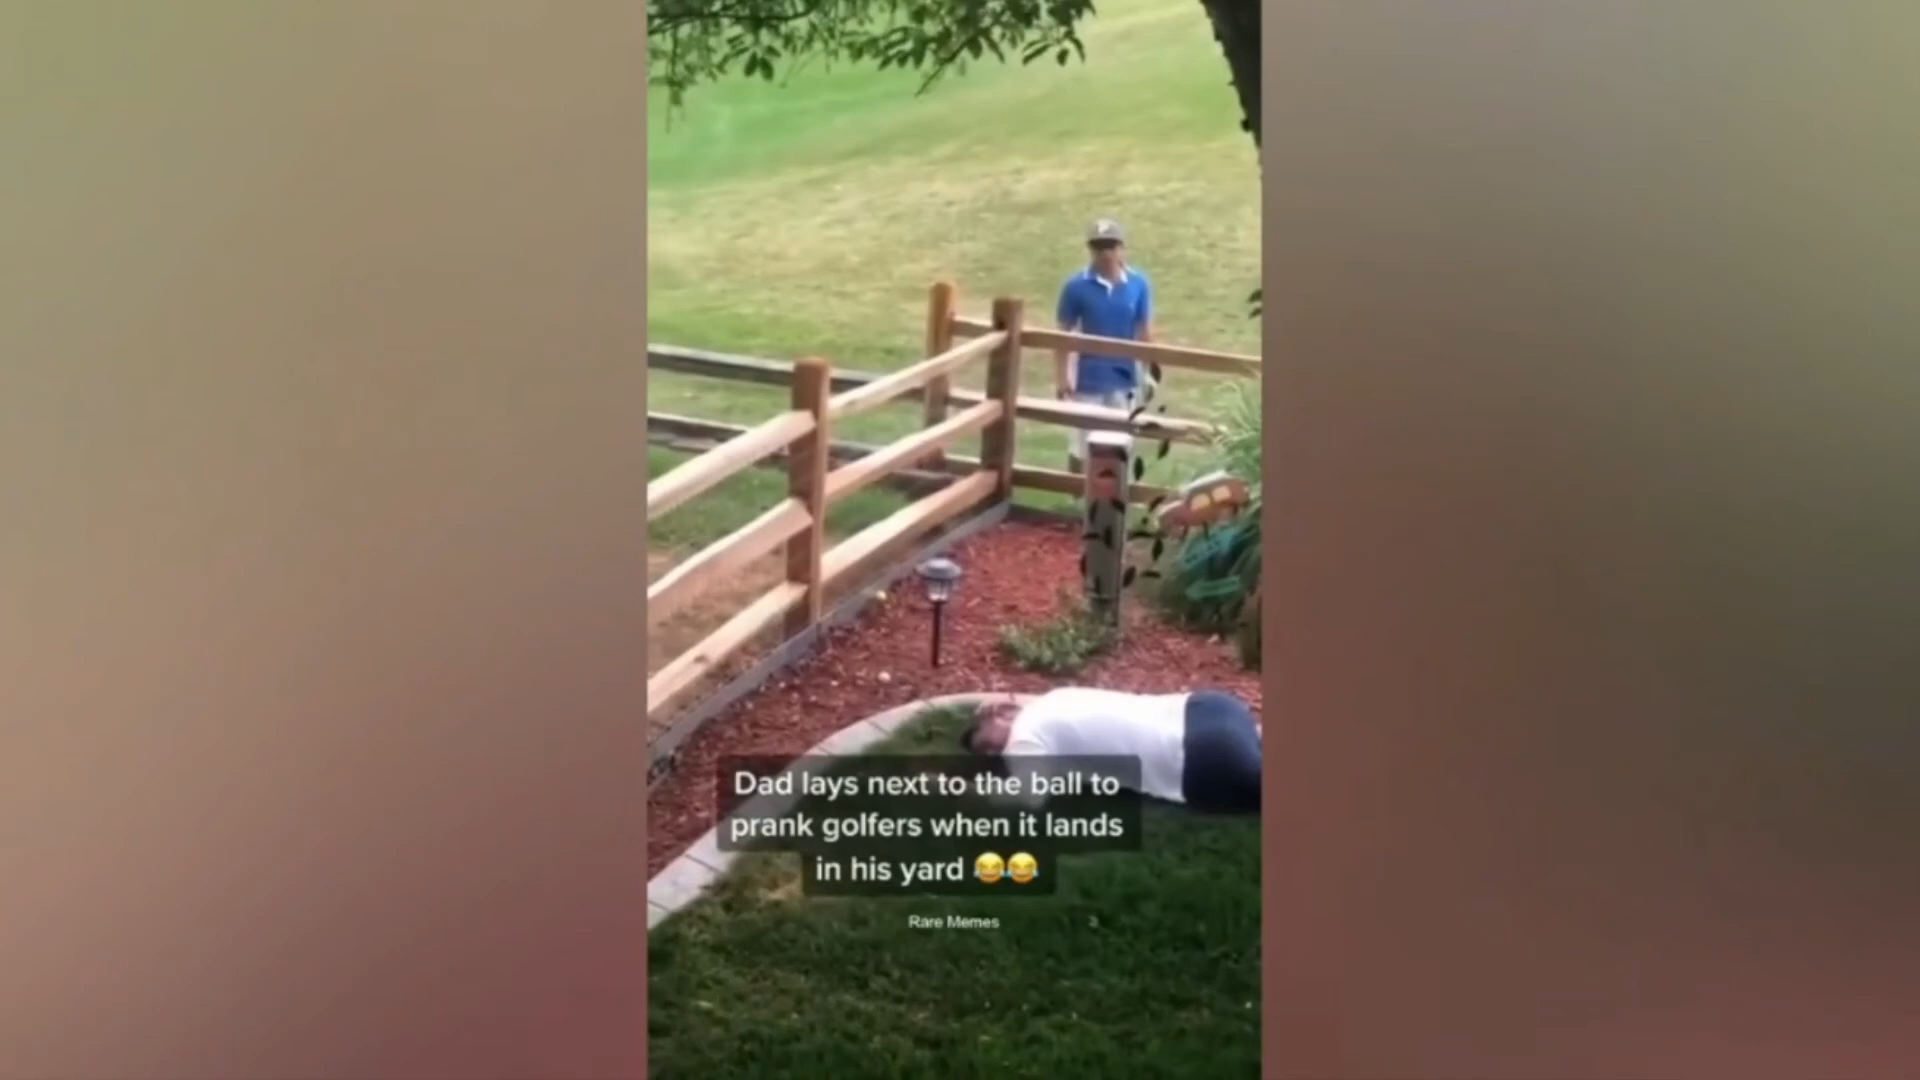 Dad lays next to the ball to
prank golfers when it lands
in his yard 😂😂
Rare Memes